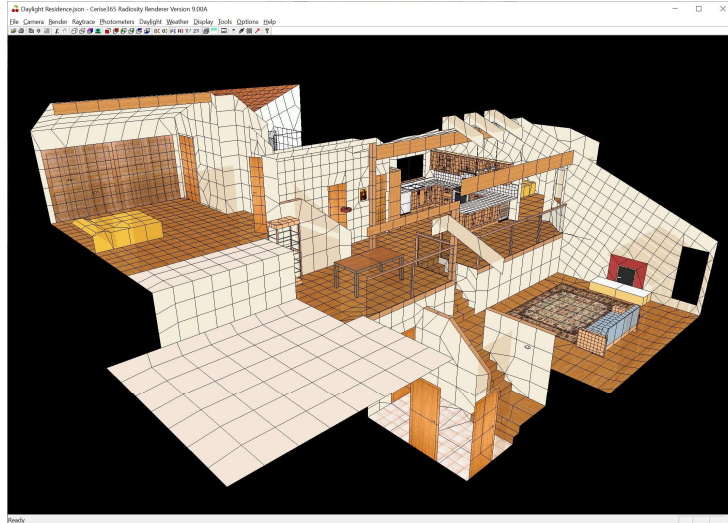 Daylight Residence.json - Cerise365 Radiosity Renderer Version 9.00A
File Camera Render Raytrace Photometers Daylight Weather Display Tools Options Help
Ready